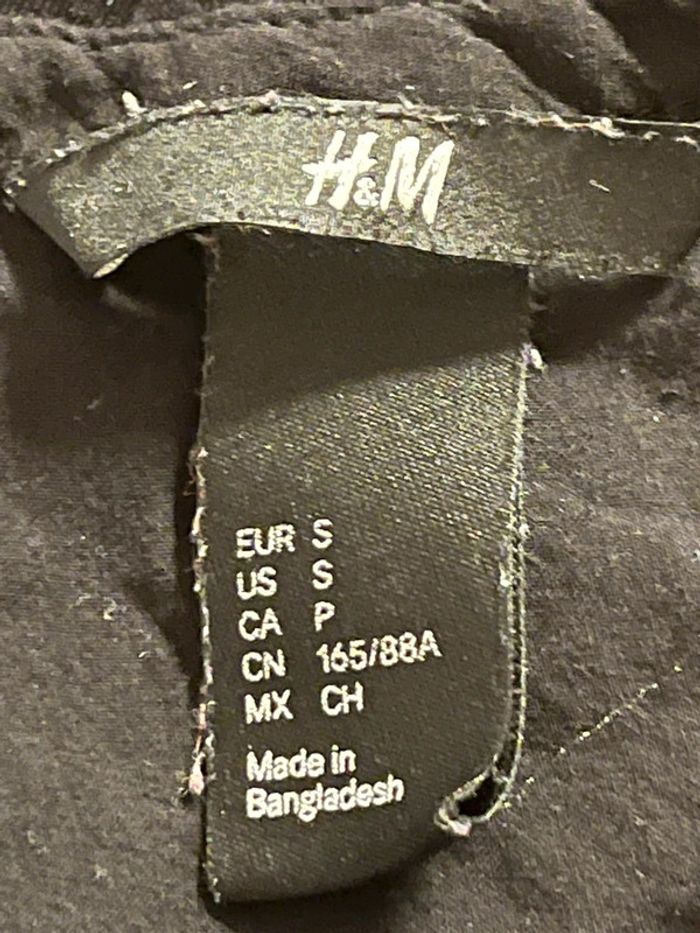 H&M
EUR S
US S
CA P
CN 165/88A
MX CH
Made in
Bangladesh